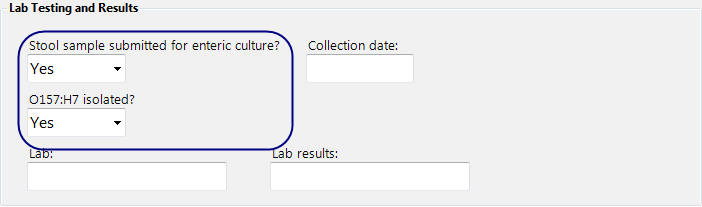 Lab Testing and Results
Stool sample submitted for enteric culture? Collection date:
Yes
O157:H7 isolated?
Yes
Lab: Lab results: